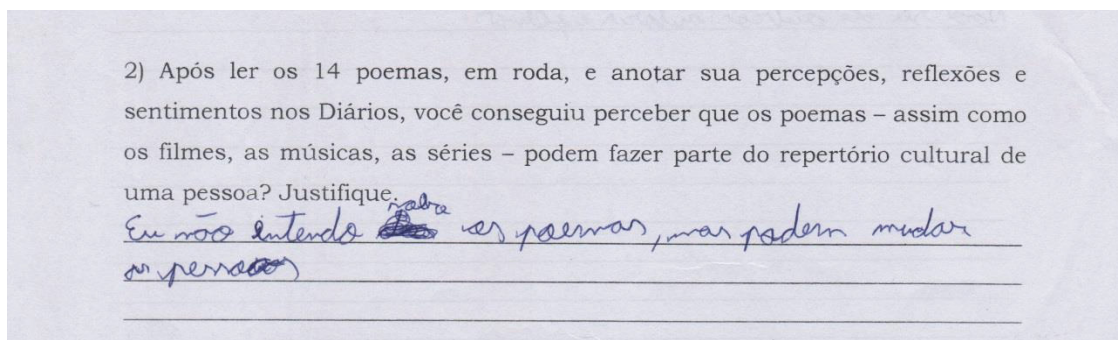 2) Após ler os 14 poemas, em roda, e anotar sua percepções, reflexões e
sentimentos nos Diários, você conseguiu perceber que os poemas – assim como
os filmes, as músicas, as séries – podem fazer parte do repertório cultural de
uma pessoa? Justifique.
Eu não intendo sobre os poemas, mas podem mudar
as pessoas